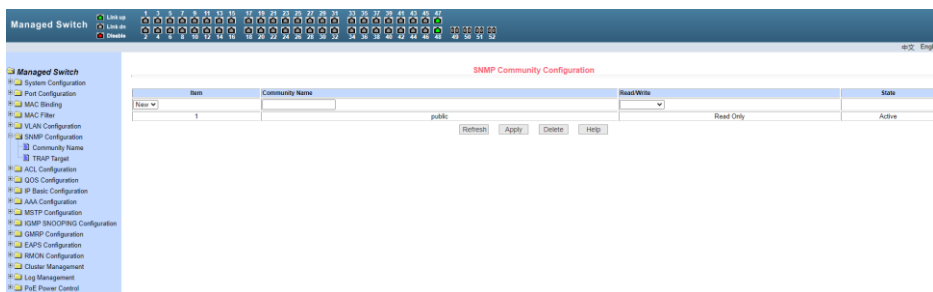 Managed Switch
Link up
Link dn
Disable
1 3 5 7 9 11 13 15 17 19 21 23 25 27 29 31 33 35 37 39 41 43 45 47
2 4 6 8 10 12 14 16 18 20 22 24 26 28 30 32 34 36 38 40 42 44 46 48 49 50 51 52
中文 Engl
Managed Switch
System Configuration
Port Configuration
MAC Binding
MAC Filter
VLAN Configuration
SNMP Configuration
Community Name
TRAP Target
ACL Configuration
QOS Configuration
IP Basic Configuration
AAA Configuration
MSTP Configuration
IGMP SNOOPING Configuration
GMRP Configuration
EAPS Configuration
RMON Configuration
Cluster Management
Log Management
PoE Power Control
SNMP Community Configuration
Item Community Name Read/Write State
New
1 public Read Only Active
Refresh Apply Delete Help